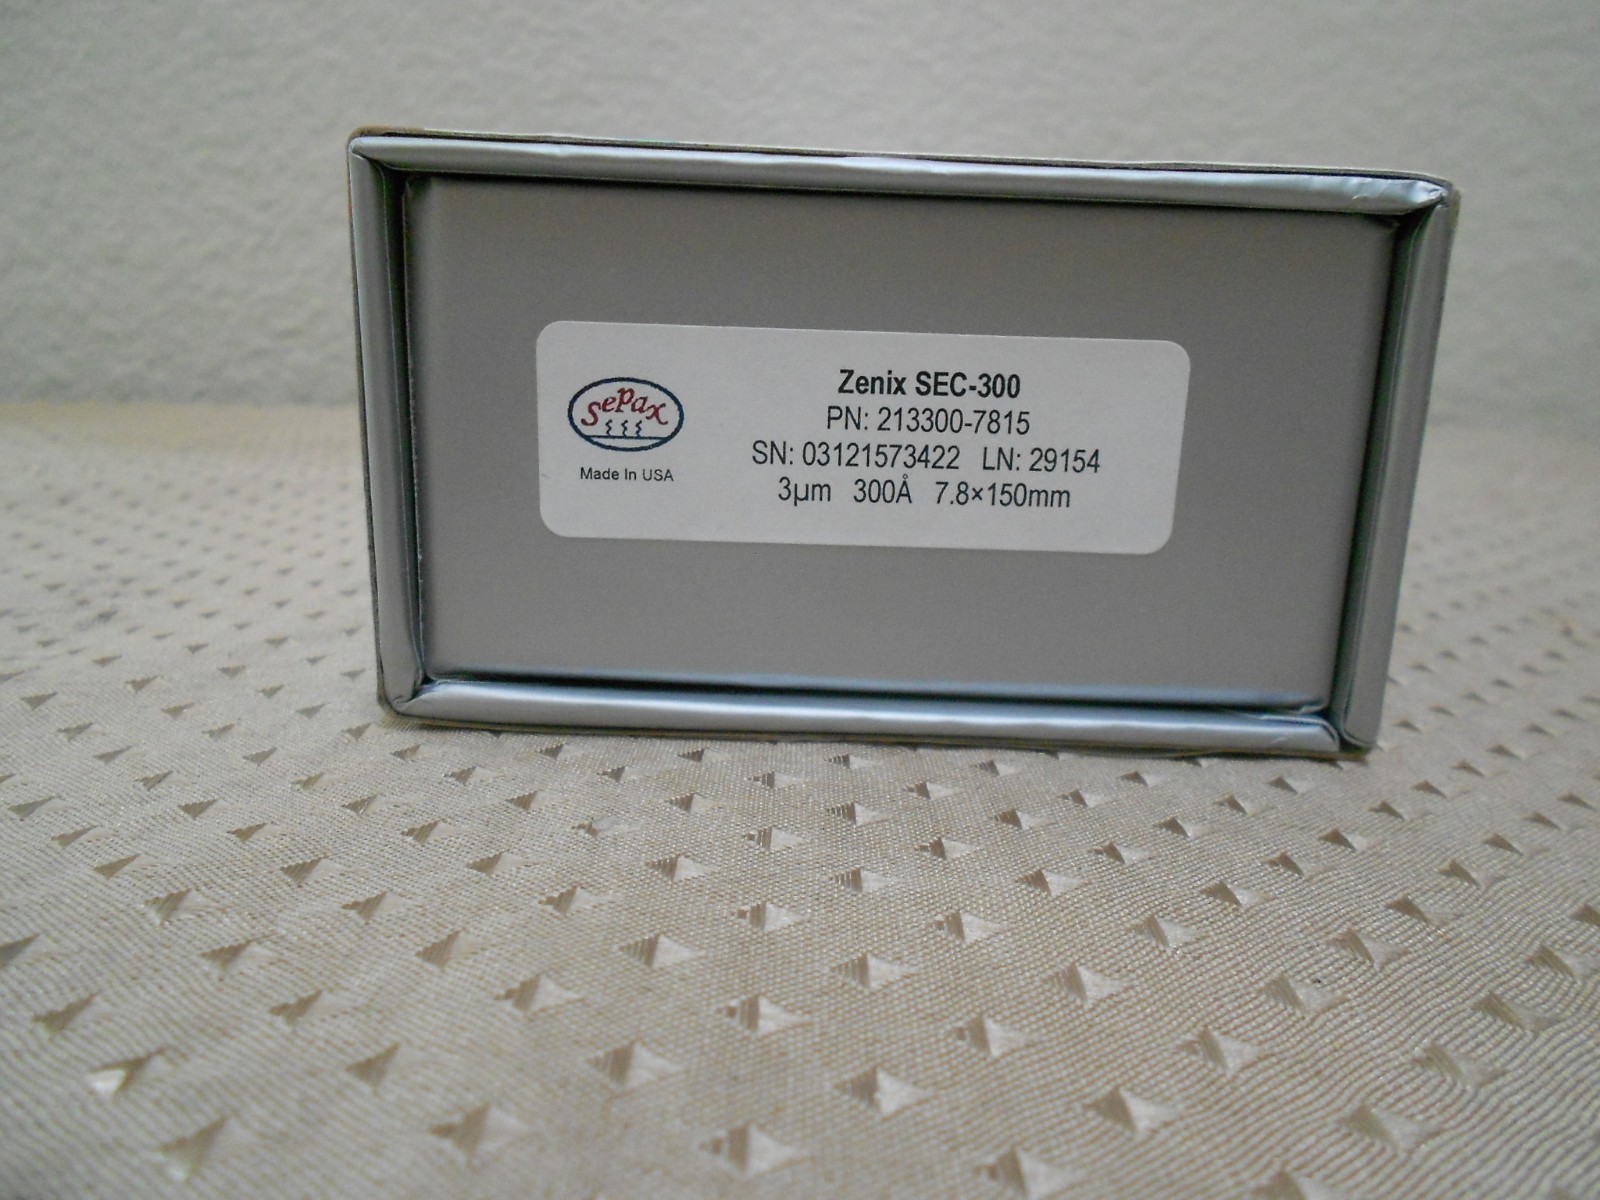 Sepax
Made In USA
Zenix SEC-300
PN: 213300-7815
SN: 03121573422 LN: 29154
3µm 300Å 7.8×150mm